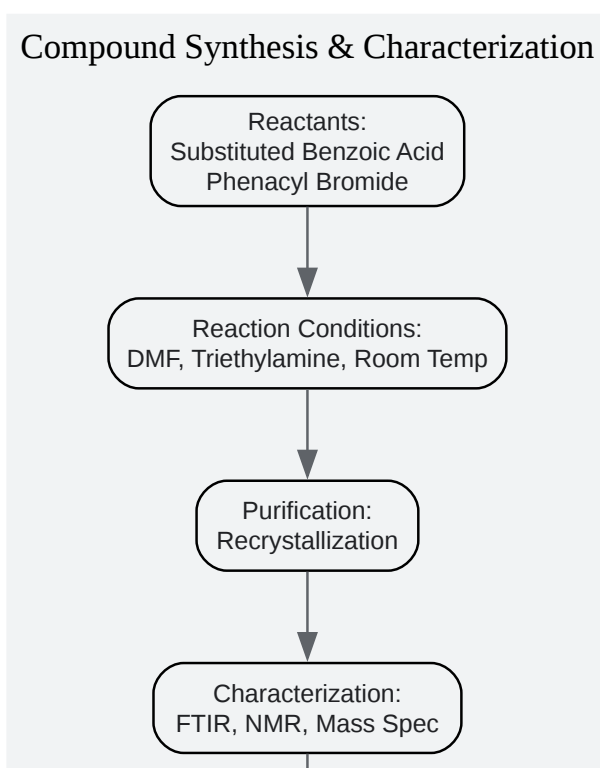 Compound Synthesis & Characterization
Reactants:
Substituted Benzoic Acid
Phenacyl Bromide
Reaction Conditions:
DMF, Triethylamine, Room Temp
Purification:
Recrystallization
Characterization:
FTIR, NMR, Mass Spec